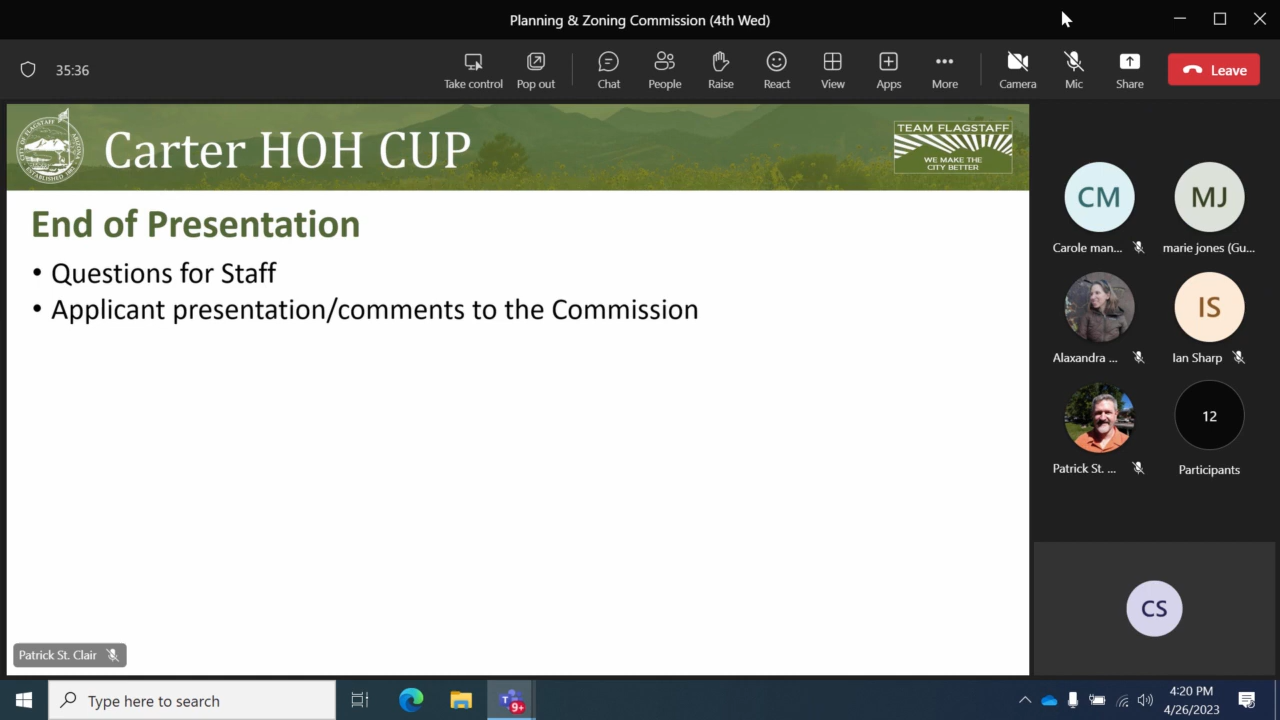 Planning & Zoning Commission (4th Wed)
35:36
Take control
Pop out
Chat
People
Raise
React
View
Apps
More
Camera
Mic
Share
Leave
Carter HOH CUP
TEAM FLAGSTAFF
WE MAKE THE
CITY BETTER
End of Presentation
• Questions for Staff
• Applicant presentation/comments to the Commission
CM
MJ
Carole man...
marie jones (Gu...
IS
Alaxandra ...
Ian Sharp
12
Patrick St. ...
Participants
CS
Patrick St. Clair
Type here to search
T
9+
4:20 PM
4/26/2023